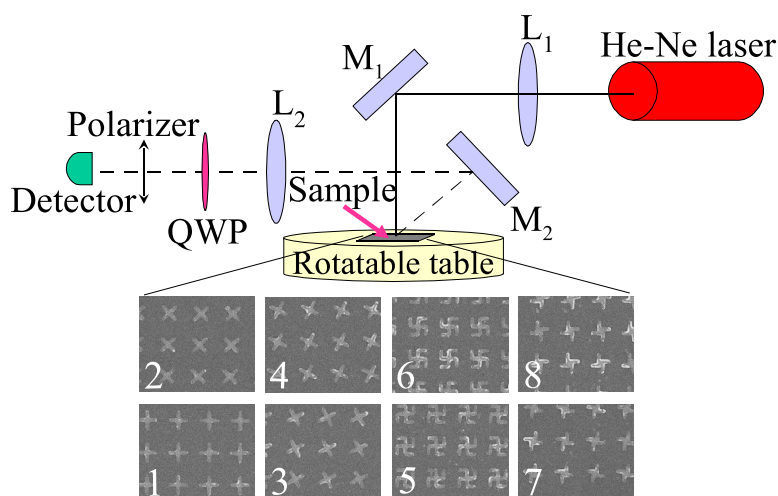 He-Ne laser
L1
M1
L2
Polarizer
Detector
QWP
Sample
M2
Rotatable table
2 4 6 8
1 3 5 7